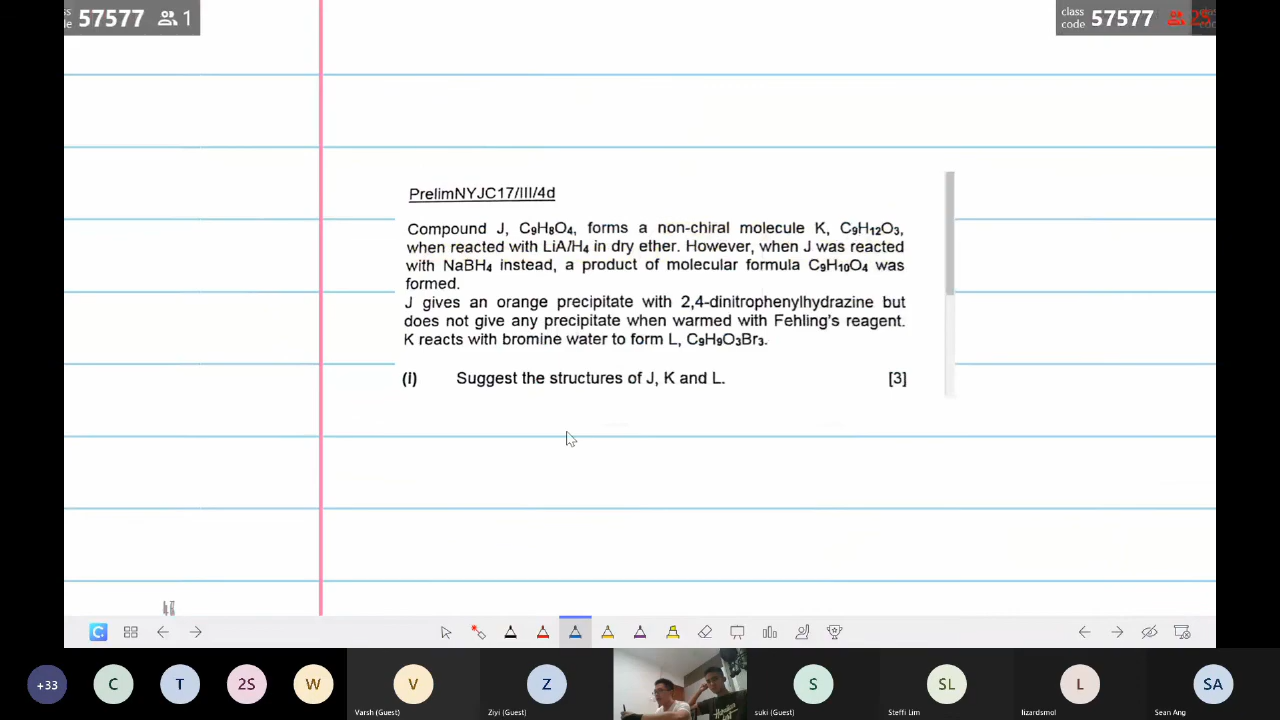 class code 57577 1
class code 57577 25
PrelimNYJC17/III/4d
Compound J, C₉H₈O₄, forms a non-chiral molecule K, C₉H₁₂O₃,
when reacted with LiAlH₄ in dry ether. However, when J was reacted
with NaBH₄ instead, a product of molecular formula C₉H₁₀O₄ was
formed.
J gives an orange precipitate with 2,4-dinitrophenylhydrazine but
does not give any precipitate when warmed with Fehling's reagent.
K reacts with bromine water to form L, C₉H₉O₃Br₃.
(i) Suggest the structures of J, K and L. [3]
+33 C T 2S W V Z S SL L SA
Varsh (Guest) Ziyi (Guest) suki (Guest) Steffi Lim lizardsmol Sean Ang